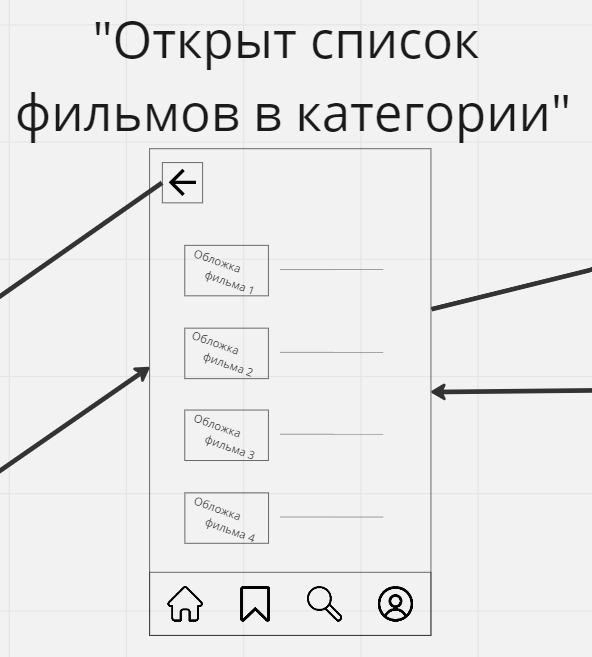 "Открыт список
фильмов в категории"
Обложка
фильма 1
Обложка
фильма 2
Обложка
фильма 3
Обложка
фильма 4